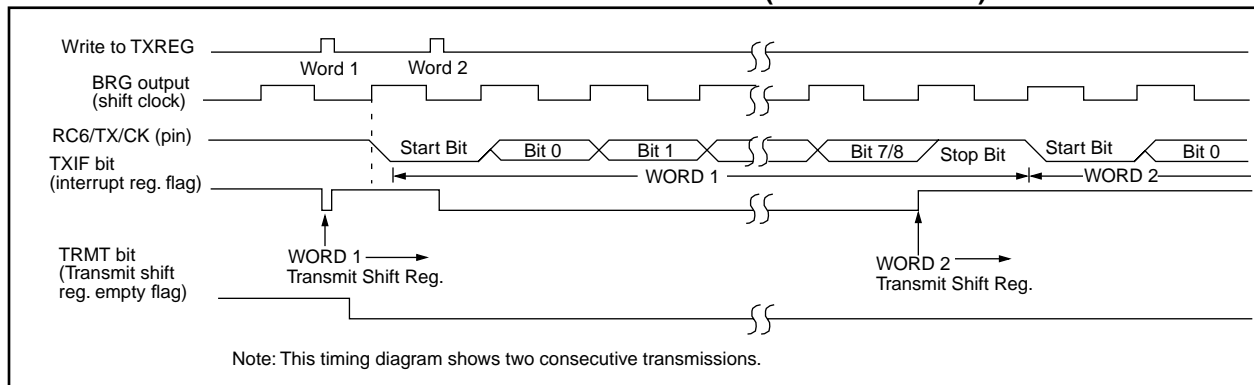 Write to TXREG
Word 1
Word 2
BRG output
(shift clock)
RC6/TX/CK (pin)
Start Bit
Bit 0
Bit 1
Bit 7/8
Stop Bit
Start Bit
Bit 0
TXIF bit
(interrupt reg. flag)
WORD 1
WORD 2
TRMT bit
(Transmit shift
reg. empty flag)
WORD 1
Transmit Shift Reg.
WORD 2
Transmit Shift Reg.
Note: This timing diagram shows two consecutive transmissions.